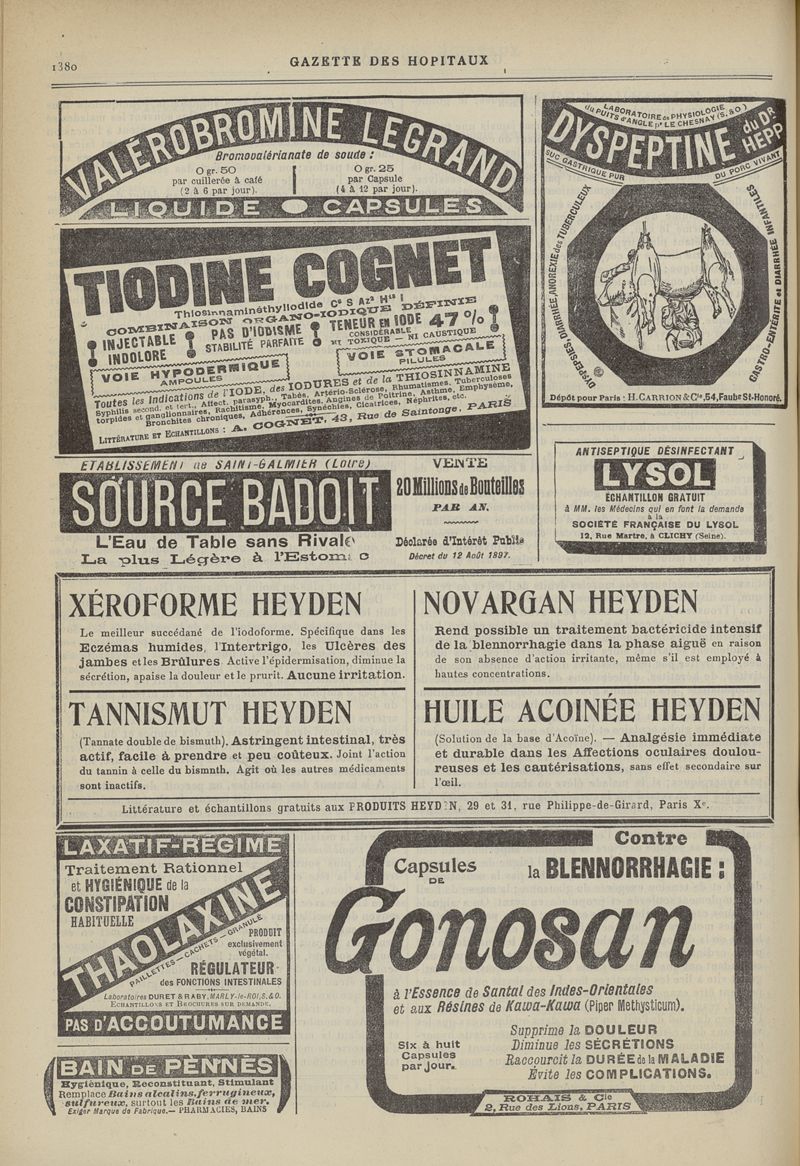 1380
GAZETTE DES HOPITAUX
VALÉROBROMINE LEGRAND
Bromovalérianate de soude :
0 gr. 50
par cuillerée à café
(2 à 6 par jour).
0 gr. 25
par Capsule
(4 à 12 par jour).
LIQUIDE CAPSULES
LABORATOIRE de PHYSIOLOGIE
du PUITS d'ANGLE pr LE CHESNAY (S.&O)
DYSPEPTINE du DR HEPP
SUC GASTRIQUE PUR DU PORC VIVANT
DYSPEPSIES, DIARRHÉE, ANOREXIE des TUBERCULEUX
GASTRO-ENTÉRITE et DIARRHÉE INFANTILES
Dépôt pour Paris : H. CARRION & Cie, 54, Faubg St-Honoré.
TIODINE COGNET
Thiosinnaminéthyliodide
COMBINAISON ORGANO-IODIQUE DÉFINIE
INJECTABLE
INDOLORE
PAS D'IODISME
STABILITÉ PARFAITE
TENEUR EN IODE 47 %
CONSIDÉRABLE
NI TOXIQUE — NI CAUSTIQUE
VOIE HYPODERMIQUE
AMPOULES
VOIE STOMACALE
PILULES
Toutes les Indications de l'IODE, des IODURES et de la THIOSINNAMINE
Syphilis second. et tert., Affect. parasyph., Tabès, Artério-Sclérose, Rhumatismes, Tuberculoses
torpides et ganglionnaires, Rachitisme, Myocardites, Angines de Poitrine, Asthme, Emphysème,
Bronchites chroniques, Adhérences, Synéchies, Cicatrices, Néphrites, etc.
LITTÉRATURE ET ECHANTILLONS : A. COGNET, 43, Rue de Saintonge, PARIS
ETABLISSEMENT de SAINT-GALMIER (Loire)
SOURCE BADOIT
L'Eau de Table sans Rivale
La plus Légère à l'Estomac
VENTE
20 Millions de Bouteilles
PAR AN.
Déclarée d'Intérêt Public
Décret du 12 Août 1897.
ANTISEPTIQUE DÉSINFECTANT
LYSOL
ÉCHANTILLON GRATUIT
à MM. les Médecins qui en font la demande
à la
SOCIÉTÉ FRANÇAISE DU LYSOL
12, Rue Martre, à CLICHY (Seine).
XÉROFORME HEYDEN
Le meilleur succédané de l'iodoforme. Spécifique dans les
Eczémas humides, l'Intertrigo, les Ulcères des
jambes et les Brûlures Active l'épidermisation, diminue la
sécrétion, apaise la douleur et le prurit. Aucune irritation.
NOVARGAN HEYDEN
Rend possible un traitement bactéricide intensif
de la blennorrhagie dans la phase aiguë en raison
de son absence d'action irritante, même s'il est employé à
hautes concentrations.
TANNISMUT HEYDEN
(Tannate double de bismuth), Astringent intestinal, très
actif, facile à prendre et peu coûteux. Joint l'action
du tannin à celle du bismnth. Agit où les autres médicaments
sont inactifs.
HUILE ACOINÉE HEYDEN
(Solution de la base d'Acoïne). — Analgésie immédiate
et durable dans les Affections oculaires doulou-
reuses et les cautérisations, sans effet secondaire sur
l'œil.
Littérature et échantillons gratuits aux PRODUITS HEYDEN, 29 et 31, rue Philippe-de-Girard, Paris Xe.
LAXATIF-RÉGIME
Traitement Rationnel
et HYGIÉNIQUE de la
CONSTIPATION
HABITUELLE
THAOLAXINE
PAILLETTES — CACHETS — GRANULÉ
PRODUIT
exclusivement
végétal.
RÉGULATEUR
des FONCTIONS INTESTINALES
Laboratoires DURET & RABY, MARLY-le-ROI, S.&O.
ECHANTILLONS ET BROCHURES SUR DEMANDE.
PAS D'ACCOUTUMANCE
BAIN DE PENNÈS
Hygiénique, Reconstituant, Stimulant
Remplace Bains alcalins, ferrugineux,
sulfureux, surtout les Bains de mer.
Exiger Marque de Fabrique. — PHARMACIES, BAINS
Contre
Capsules
DE
la BLENNORRHAGIE :
Gonosan
à l'Essence de Santal des Indes-Orientales
et aux Résines de Kawa-Kawa (Piper Methysticum).
Six à huit
Capsules
par jour.
Supprime la DOULEUR
Diminue les SÉCRÉTIONS
Raccourcit la DURÉE de la MALADIE
Évite les COMPLICATIONS.
ROHAIS & Cie
2, Rue des Lions, PARIS